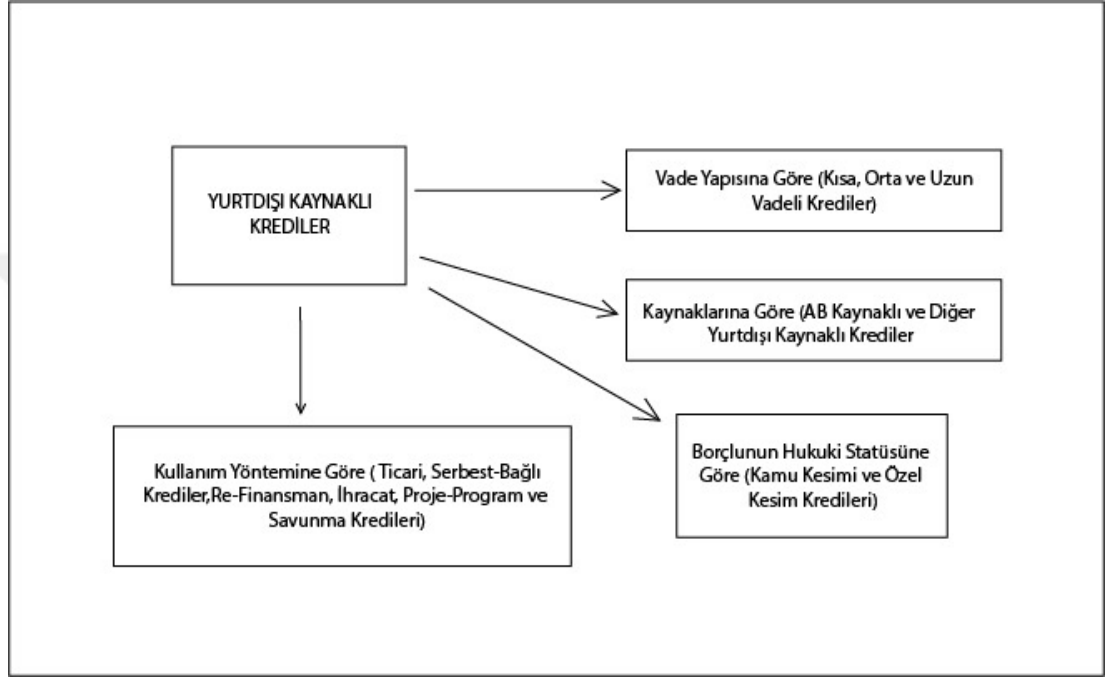 YURTDIŞI KAYNAKLI
KREDİLER
Vade Yapısına Göre (Kısa, Orta ve Uzun
Vadeli Krediler)
Kaynaklarına Göre (AB Kaynaklı ve Diğer
Yurtdışı Kaynaklı Krediler
Borçlunun Hukuki Statüsüne
Göre (Kamu Kesimi ve Özel
Kesim Kredileri)
Kullanım Yöntemine Göre ( Ticari, Serbest-Bağlı
Krediler,Re-Finansman, İhracat, Proje-Program ve
Savunma Kredileri)